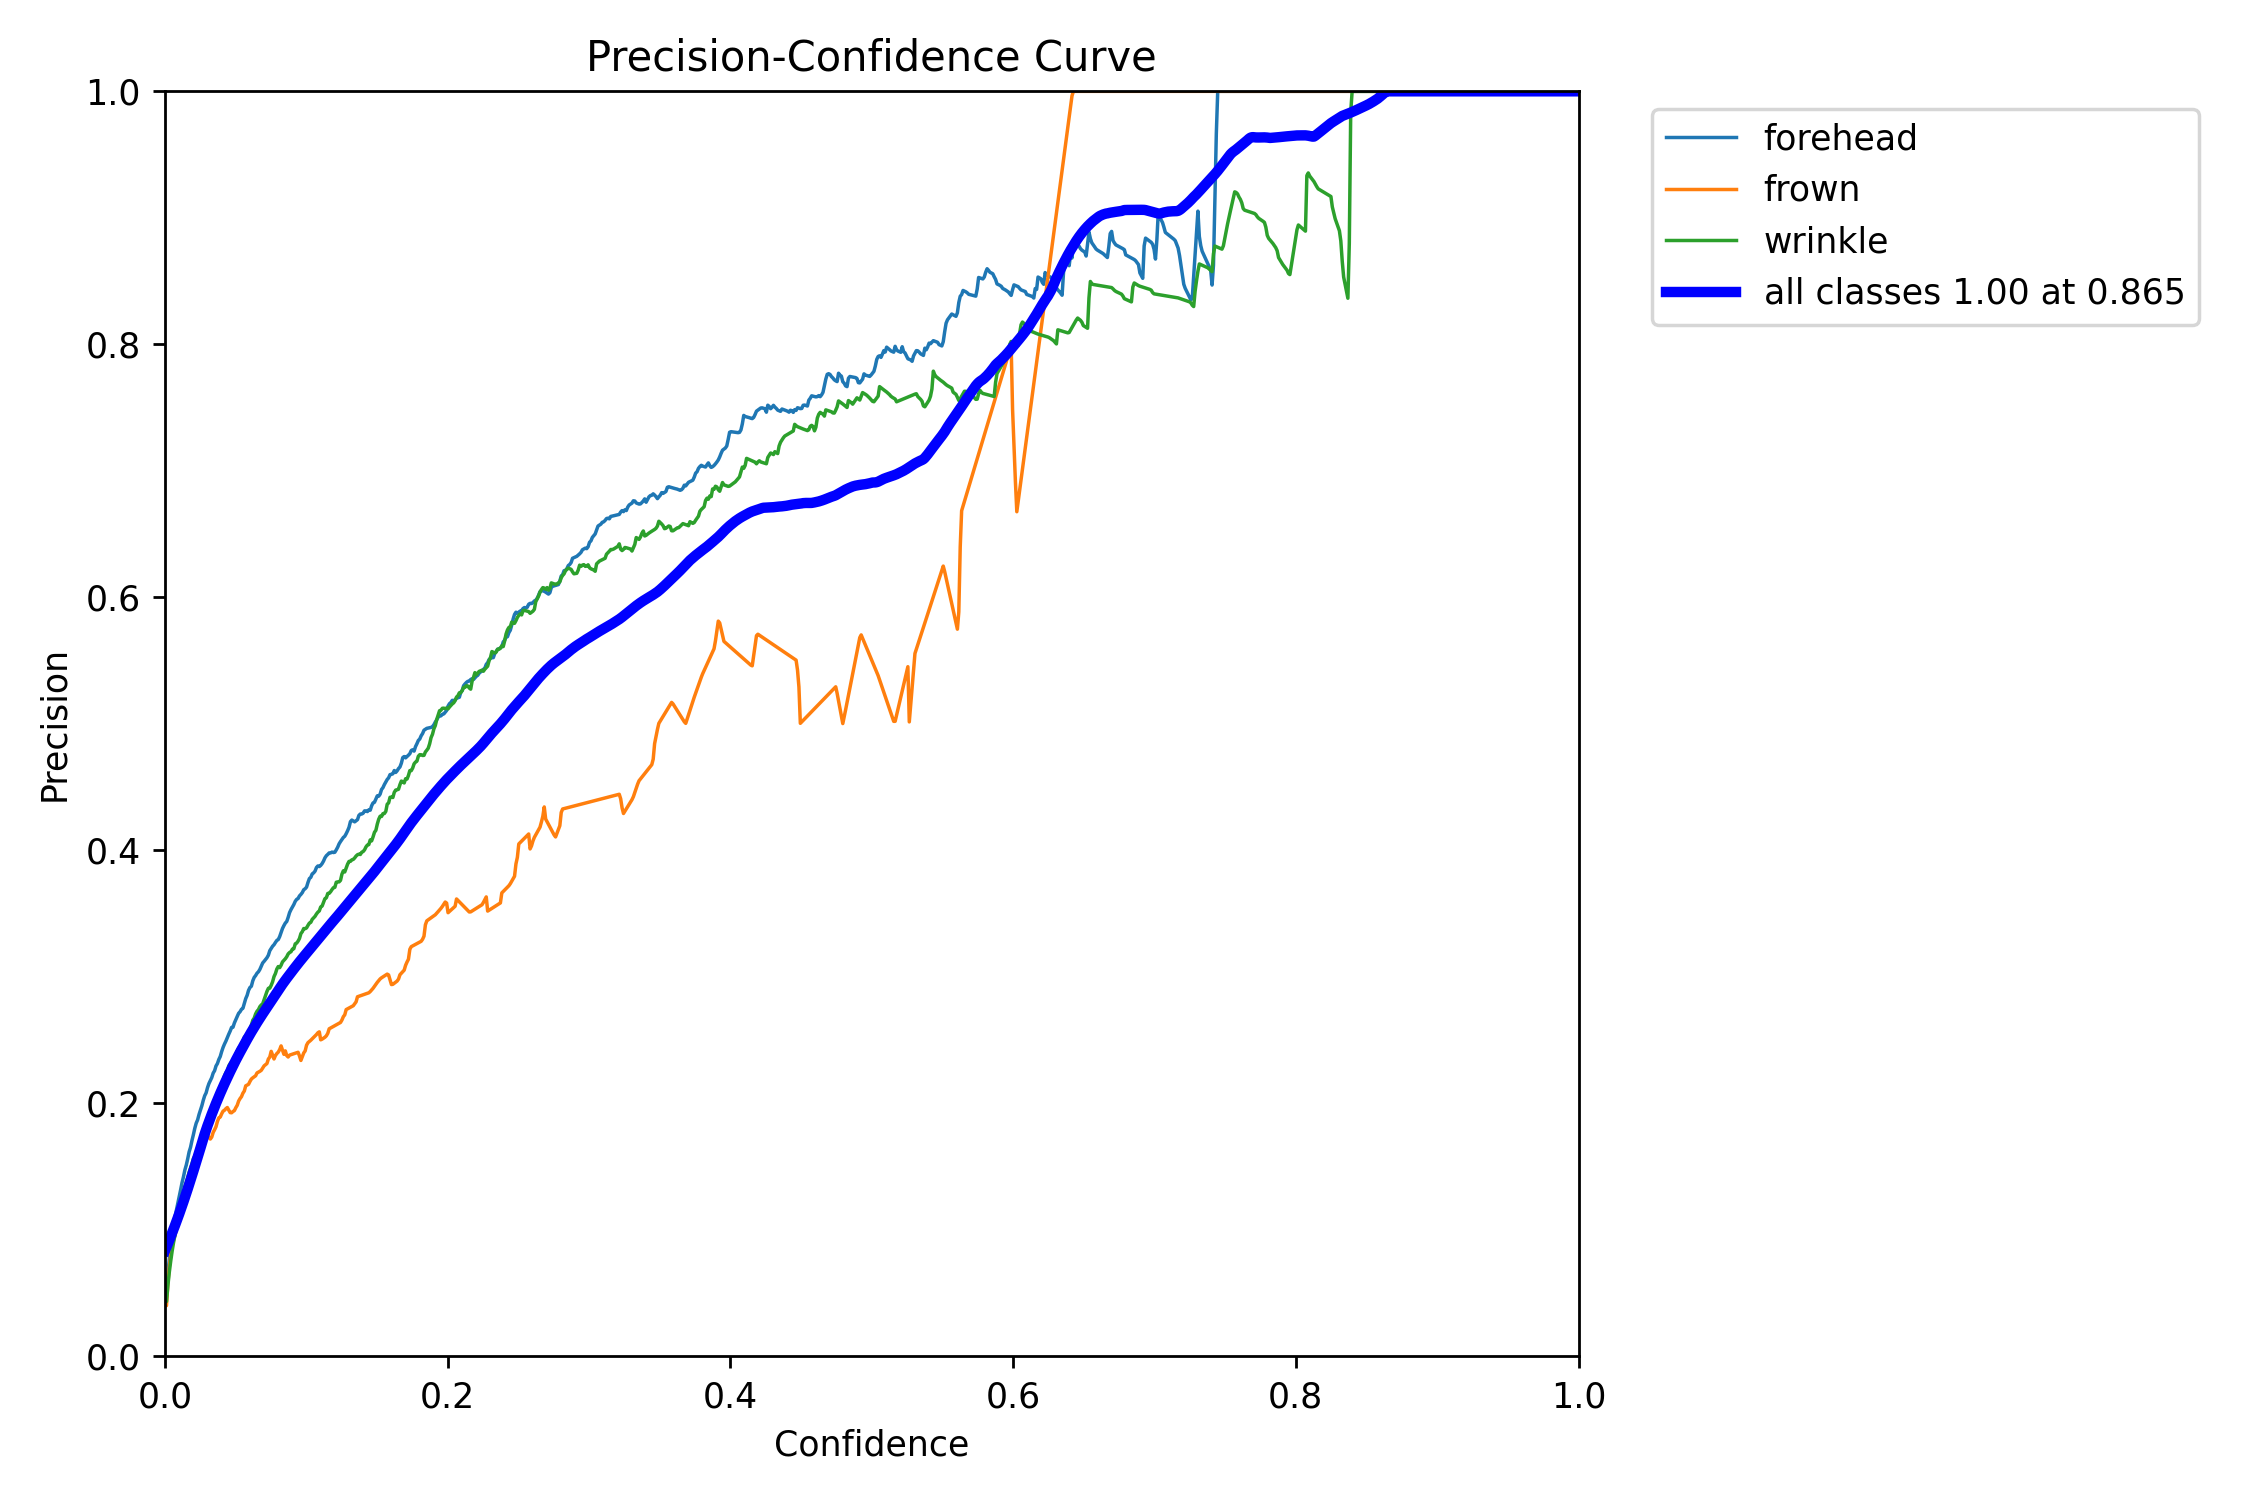 Precision-Confidence Curve
1.0
0.8
0.6
0.4
0.2
0.0
Precision
0.0 0.2 0.4 0.6 0.8 1.0
Confidence
forehead
frown
wrinkle
all classes 1.00 at 0.865